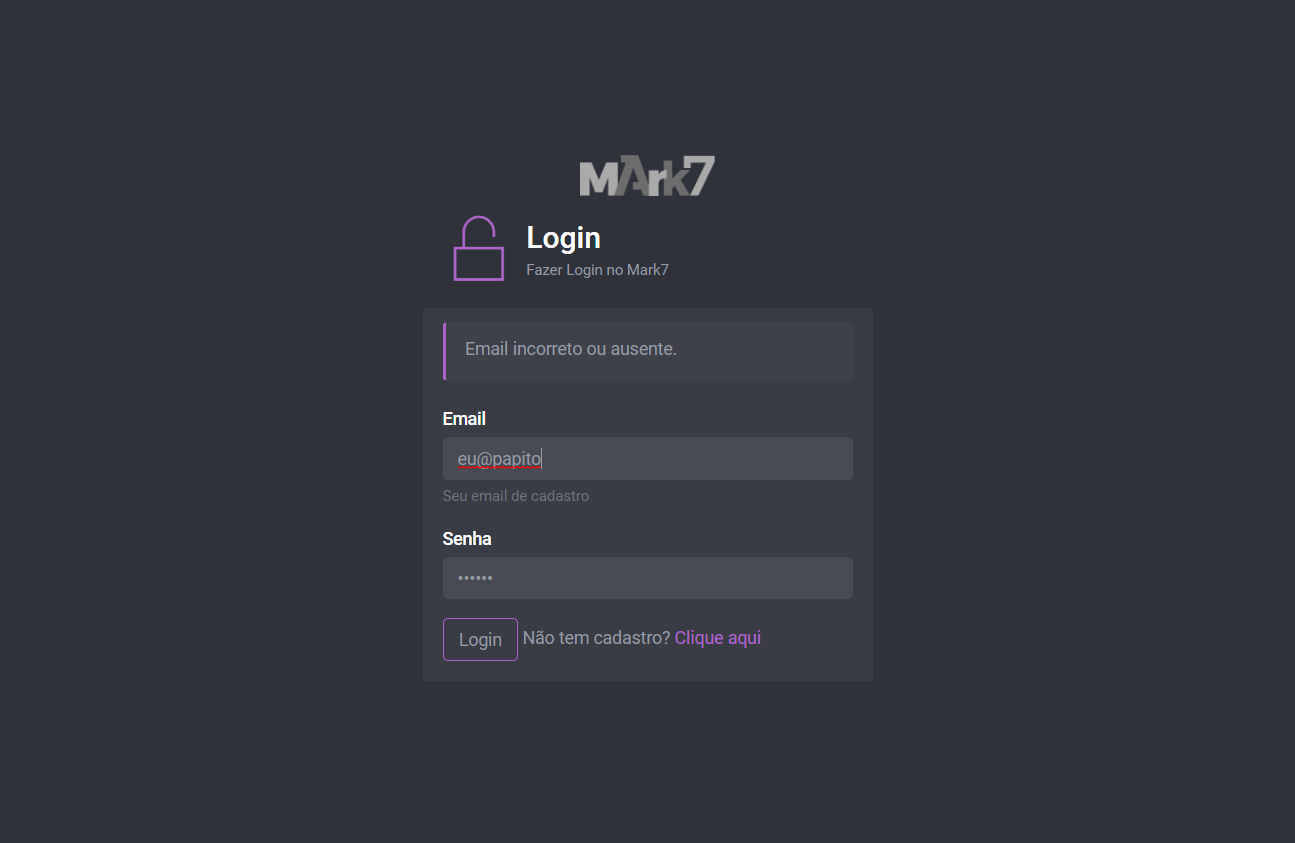 MArk7
Login
Fazer Login no Mark7
Email incorreto ou ausente.
Email
eu@papito
Seu email de cadastro
Senha
••••••
Login Não tem cadastro? Clique aqui